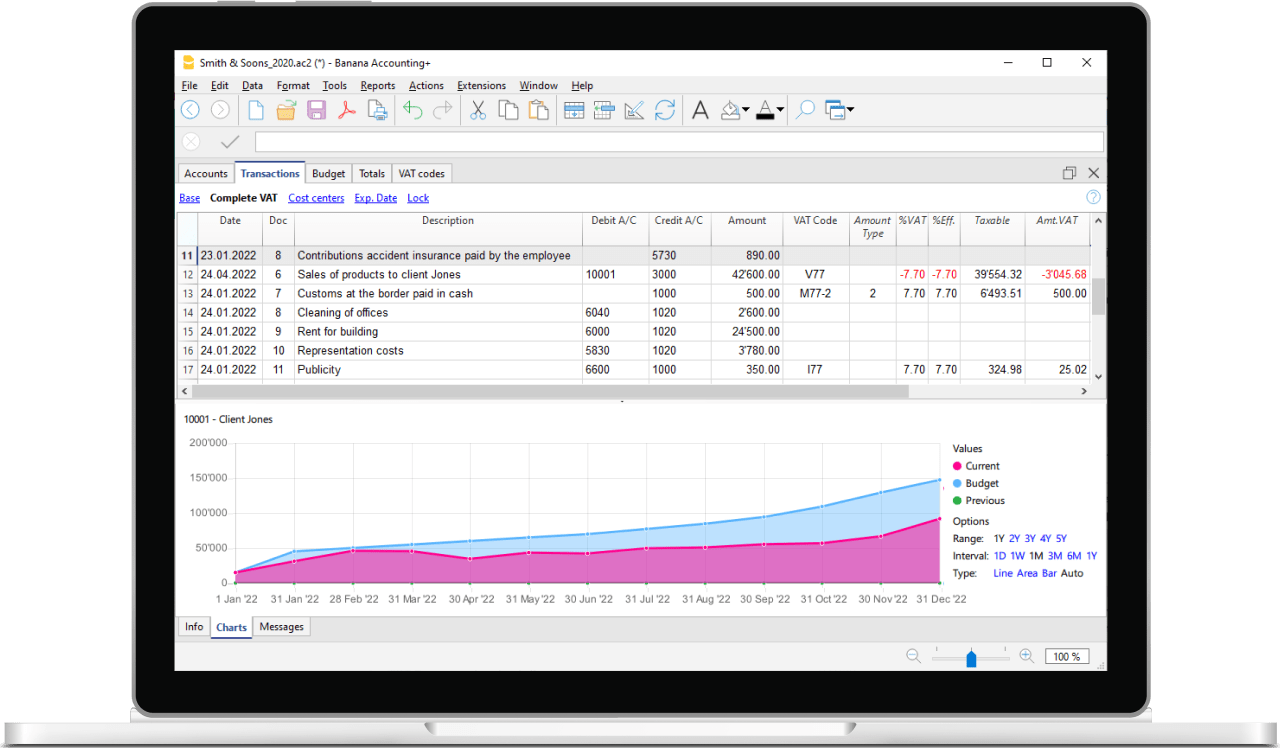 Smith & Soons_2020.ac2 (*) - Banana Accounting+
File Edit Data Format Tools Reports Actions Extensions Window Help
Accounts Transactions Budget Totals VAT codes
Base Complete VAT Cost centers Exp. Date Lock
Date Doc Description Debit A/C Credit A/C Amount VAT Code Amount Type %VAT %Eff. Taxable Amt.VAT
11 23.01.2022 8 Contributions accident insurance paid by the employee 5730 890.00
12 24.04.2022 6 Sales of products to client Jones 10001 3000 42'600.00 V77 -7.70 -7.70 39'554.32 -3'045.68
13 24.01.2022 7 Customs at the border paid in cash 1000 500.00 M77-2 2 7.70 7.70 6'493.51 500.00
14 24.01.2022 8 Cleaning of offices 6040 1020 2'600.00
15 24.01.2022 9 Rent for building 6000 1020 24'500.00
16 24.01.2022 10 Representation costs 5830 1020 3'780.00
17 24.01.2022 11 Publicity 6600 1000 350.00 I77 7.70 7.70 324.98 25.02
10001 - Client Jones
200'000
150'000
100'000
50'000
0
1 Jan '22 31 Jan '22 28 Feb '22 31 Mar '22 30 Apr '22 31 May '22 30 Jun '22 31 Jul '22 31 Aug '22 30 Sep '22 31 Oct '22 30 Nov '22 31 Dec '22
Values
Current
Budget
Previous
Options
Range: 1Y 2Y 3Y 4Y 5Y
Interval: 1D 1W 1M 3M 6M 1Y
Type: Line Area Bar Auto
Info Charts Messages
100 %